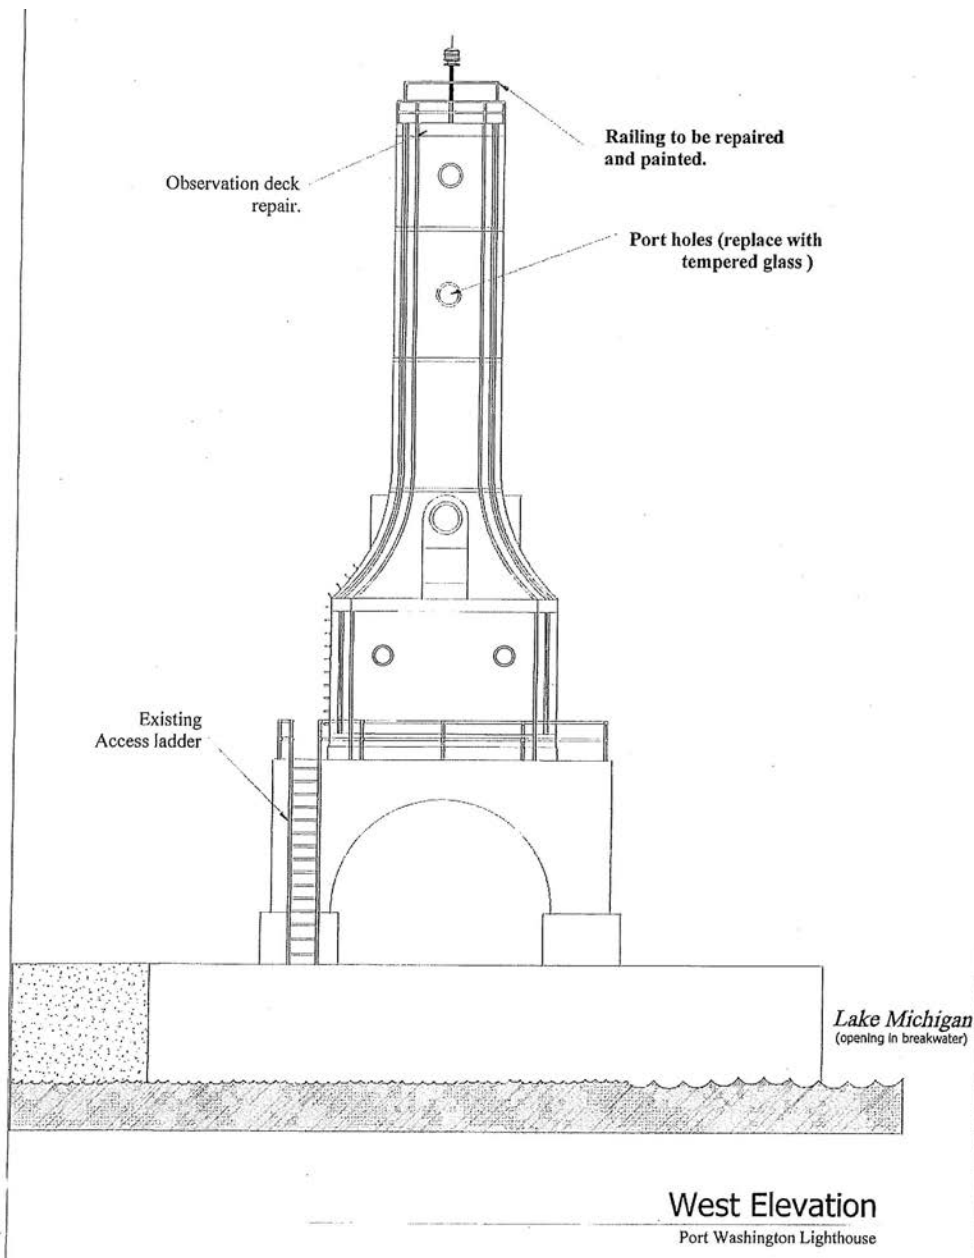 Railing to be repaired
and painted.
Observation deck
repair.
Port holes (replace with
tempered glass )
Existing
Access ladder
Lake Michigan
(opening in breakwater)
West Elevation
Port Washington Lighthouse